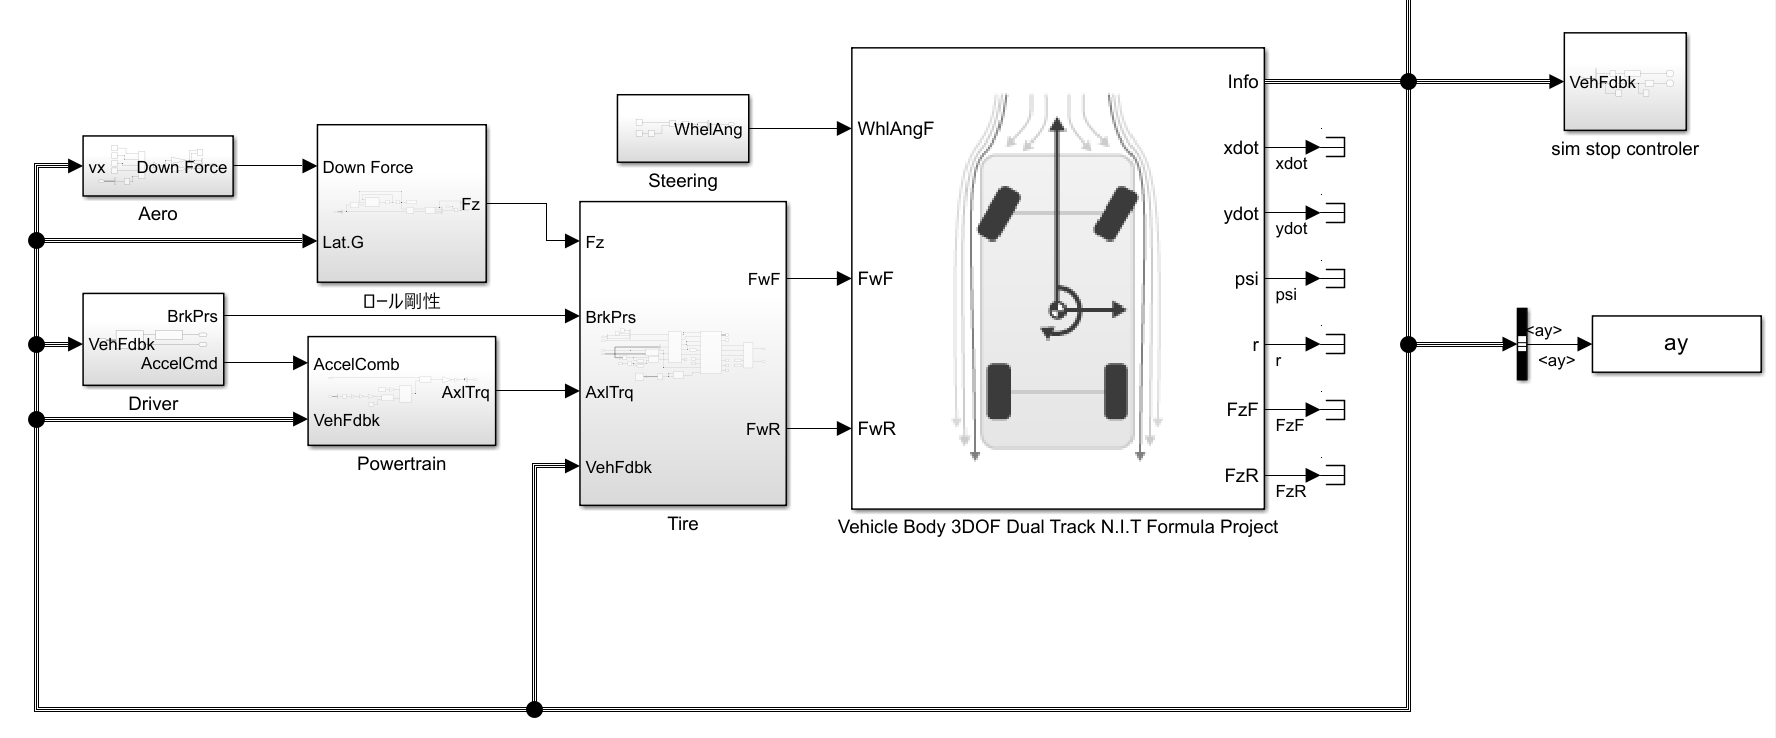 vx
Down Force
Aero
Down Force
Lat.G
Fz
ロール剛性
VehFdbk
BrkPrs
AccelCmd
Driver
AccelComb
VehFdbk
AxlTrq
Powertrain
WhelAng
Steering
Fz
BrkPrs
AxlTrq
VehFdbk
FwF
FwR
Tire
WhlAngF
FwF
FwR
Info
xdot
ydot
psi
r
FzF
FzR
Vehicle Body 3DOF Dual Track N.I.T Formula Project
xdot
ydot
psi
r
FzF
FzR
VehFdbk
sim stop controler
<ay>
<ay>
ay